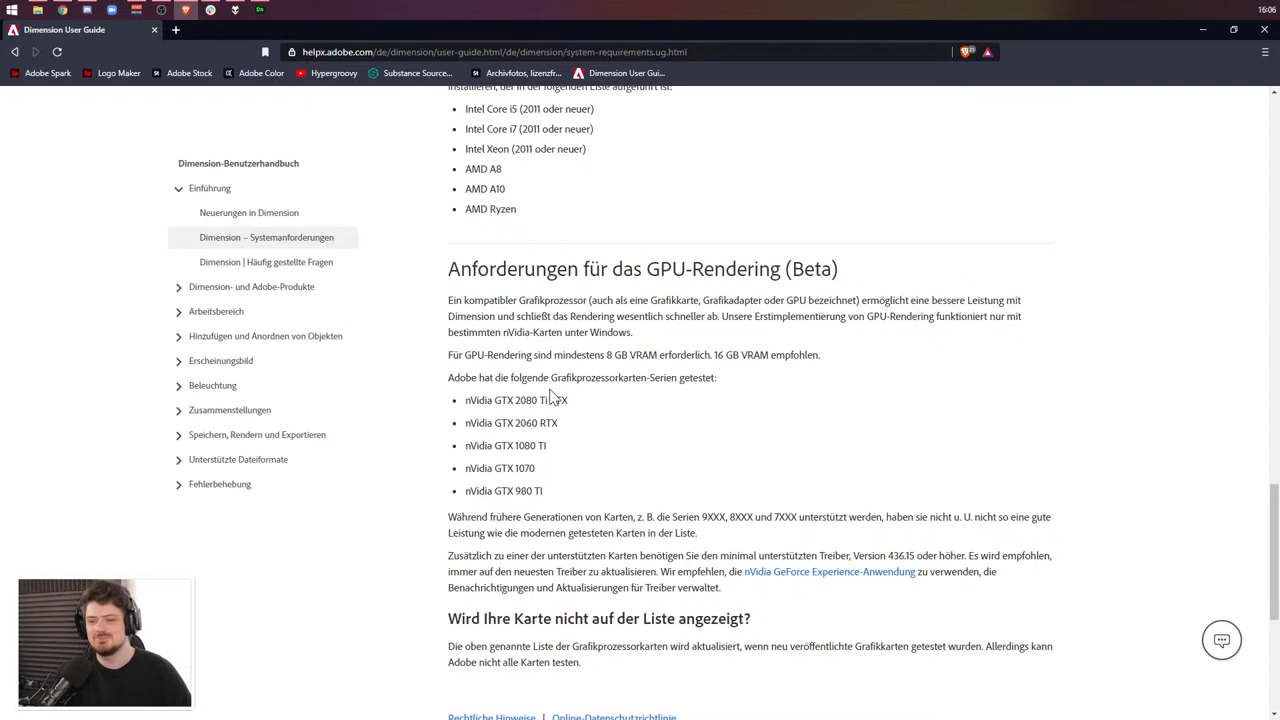 16:06
Dimension User Guide
helpx.adobe.com/de/dimension/user-guide.html/de/dimension/system-requirements.ug.html
Adobe Spark
Logo Maker
Adobe Stock
Adobe Color
Hypergroovy
Substance Source...
Archivfotos, lizenzfr...
Dimension User Gui...
installieren, der in der folgenden Liste aufgeführt ist:
Intel Core i5 (2011 oder neuer)
Intel Core i7 (2011 oder neuer)
Intel Xeon (2011 oder neuer)
AMD A8
AMD A10
AMD Ryzen
Dimension-Benutzerhandbuch
Einführung
Neuerungen in Dimension
Dimension – Systemanforderungen
Dimension | Häufig gestellte Fragen
Dimension- und Adobe-Produkte
Arbeitsbereich
Hinzufügen und Anordnen von Objekten
Erscheinungsbild
Beleuchtung
Zusammenstellungen
Speichern, Rendern und Exportieren
Unterstützte Dateiformate
Fehlerbehebung
Anforderungen für das GPU-Rendering (Beta)
Ein kompatibler Grafikprozessor (auch als eine Grafikkarte, Grafikadapter oder GPU bezeichnet) ermöglicht eine bessere Leistung mit
Dimension und schließt das Rendering wesentlich schneller ab. Unsere Erstimplementierung von GPU-Rendering funktioniert nur mit
bestimmten nVidia-Karten unter Windows.
Für GPU-Rendering sind mindestens 8 GB VRAM erforderlich. 16 GB VRAM empfohlen.
Adobe hat die folgende Grafikprozessorkarten-Serien getestet:
nVidia GTX 2080 Ti
nVidia GTX 2060 RTX
nVidia GTX 1080 TI
nVidia GTX 1070
nVidia GTX 980 TI
Während frühere Generationen von Karten, z. B. die Serien 9XXX, 8XXX und 7XXX unterstützt werden, haben sie nicht u. U. nicht so eine gute
Leistung wie die modernen getesteten Karten in der Liste.
Zusätzlich zu einer der unterstützten Karten benötigen Sie den minimal unterstützten Treiber, Version 436.15 oder höher. Es wird empfohlen,
immer auf den neuesten Treiber zu aktualisieren. Wir empfehlen, die nVidia GeForce Experience-Anwendung zu verwenden, die
Benachrichtigungen und Aktualisierungen für Treiber verwaltet.
Wird Ihre Karte nicht auf der Liste angezeigt?
Die oben genannte Liste der Grafikprozessorkarten wird aktualisiert, wenn neu veröffentlichte Grafikkarten getestet wurden. Allerdings kann
Adobe nicht alle Karten testen.
Rechtliche Hinweise | Online-Datenschutzrichtlinie